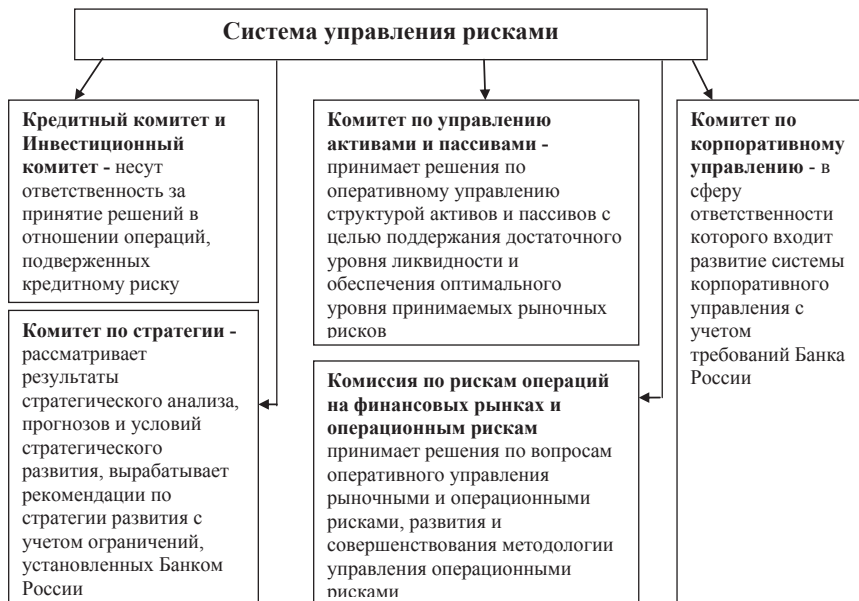 Система управления рисками
Кредитный комитет и
Инвестиционный
комитет - несут
ответственность за
принятие решений в
отношении операций,
подверженных
кредитному риску
Комитет по управлению
активами и пассивами -
принимает решения по
оперативному управлению
структурой активов и пассивов с
целью поддержания достаточного
уровня ликвидности и
обеспечения оптимального
уровня принимаемых рыночных
рисков
Комитет по
корпоративному
управлению - в
сферу
ответственности
которого входит
развитие системы
корпоративного
управления с
учетом
требований Банка
России
Комитет по стратегии -
рассматривает
результаты
стратегического анализа,
прогнозов и условий
стратегического
развития, вырабатывает
рекомендации по
стратегии развития с
учетом ограничений,
установленных Банком
России
Комиссия по рискам операций
на финансовых рынках и
операционным рискам
принимает решения по вопросам
оперативного управления
рыночными и операционными
рисками, развития и
совершенствования методологии
управления операционными
рисками